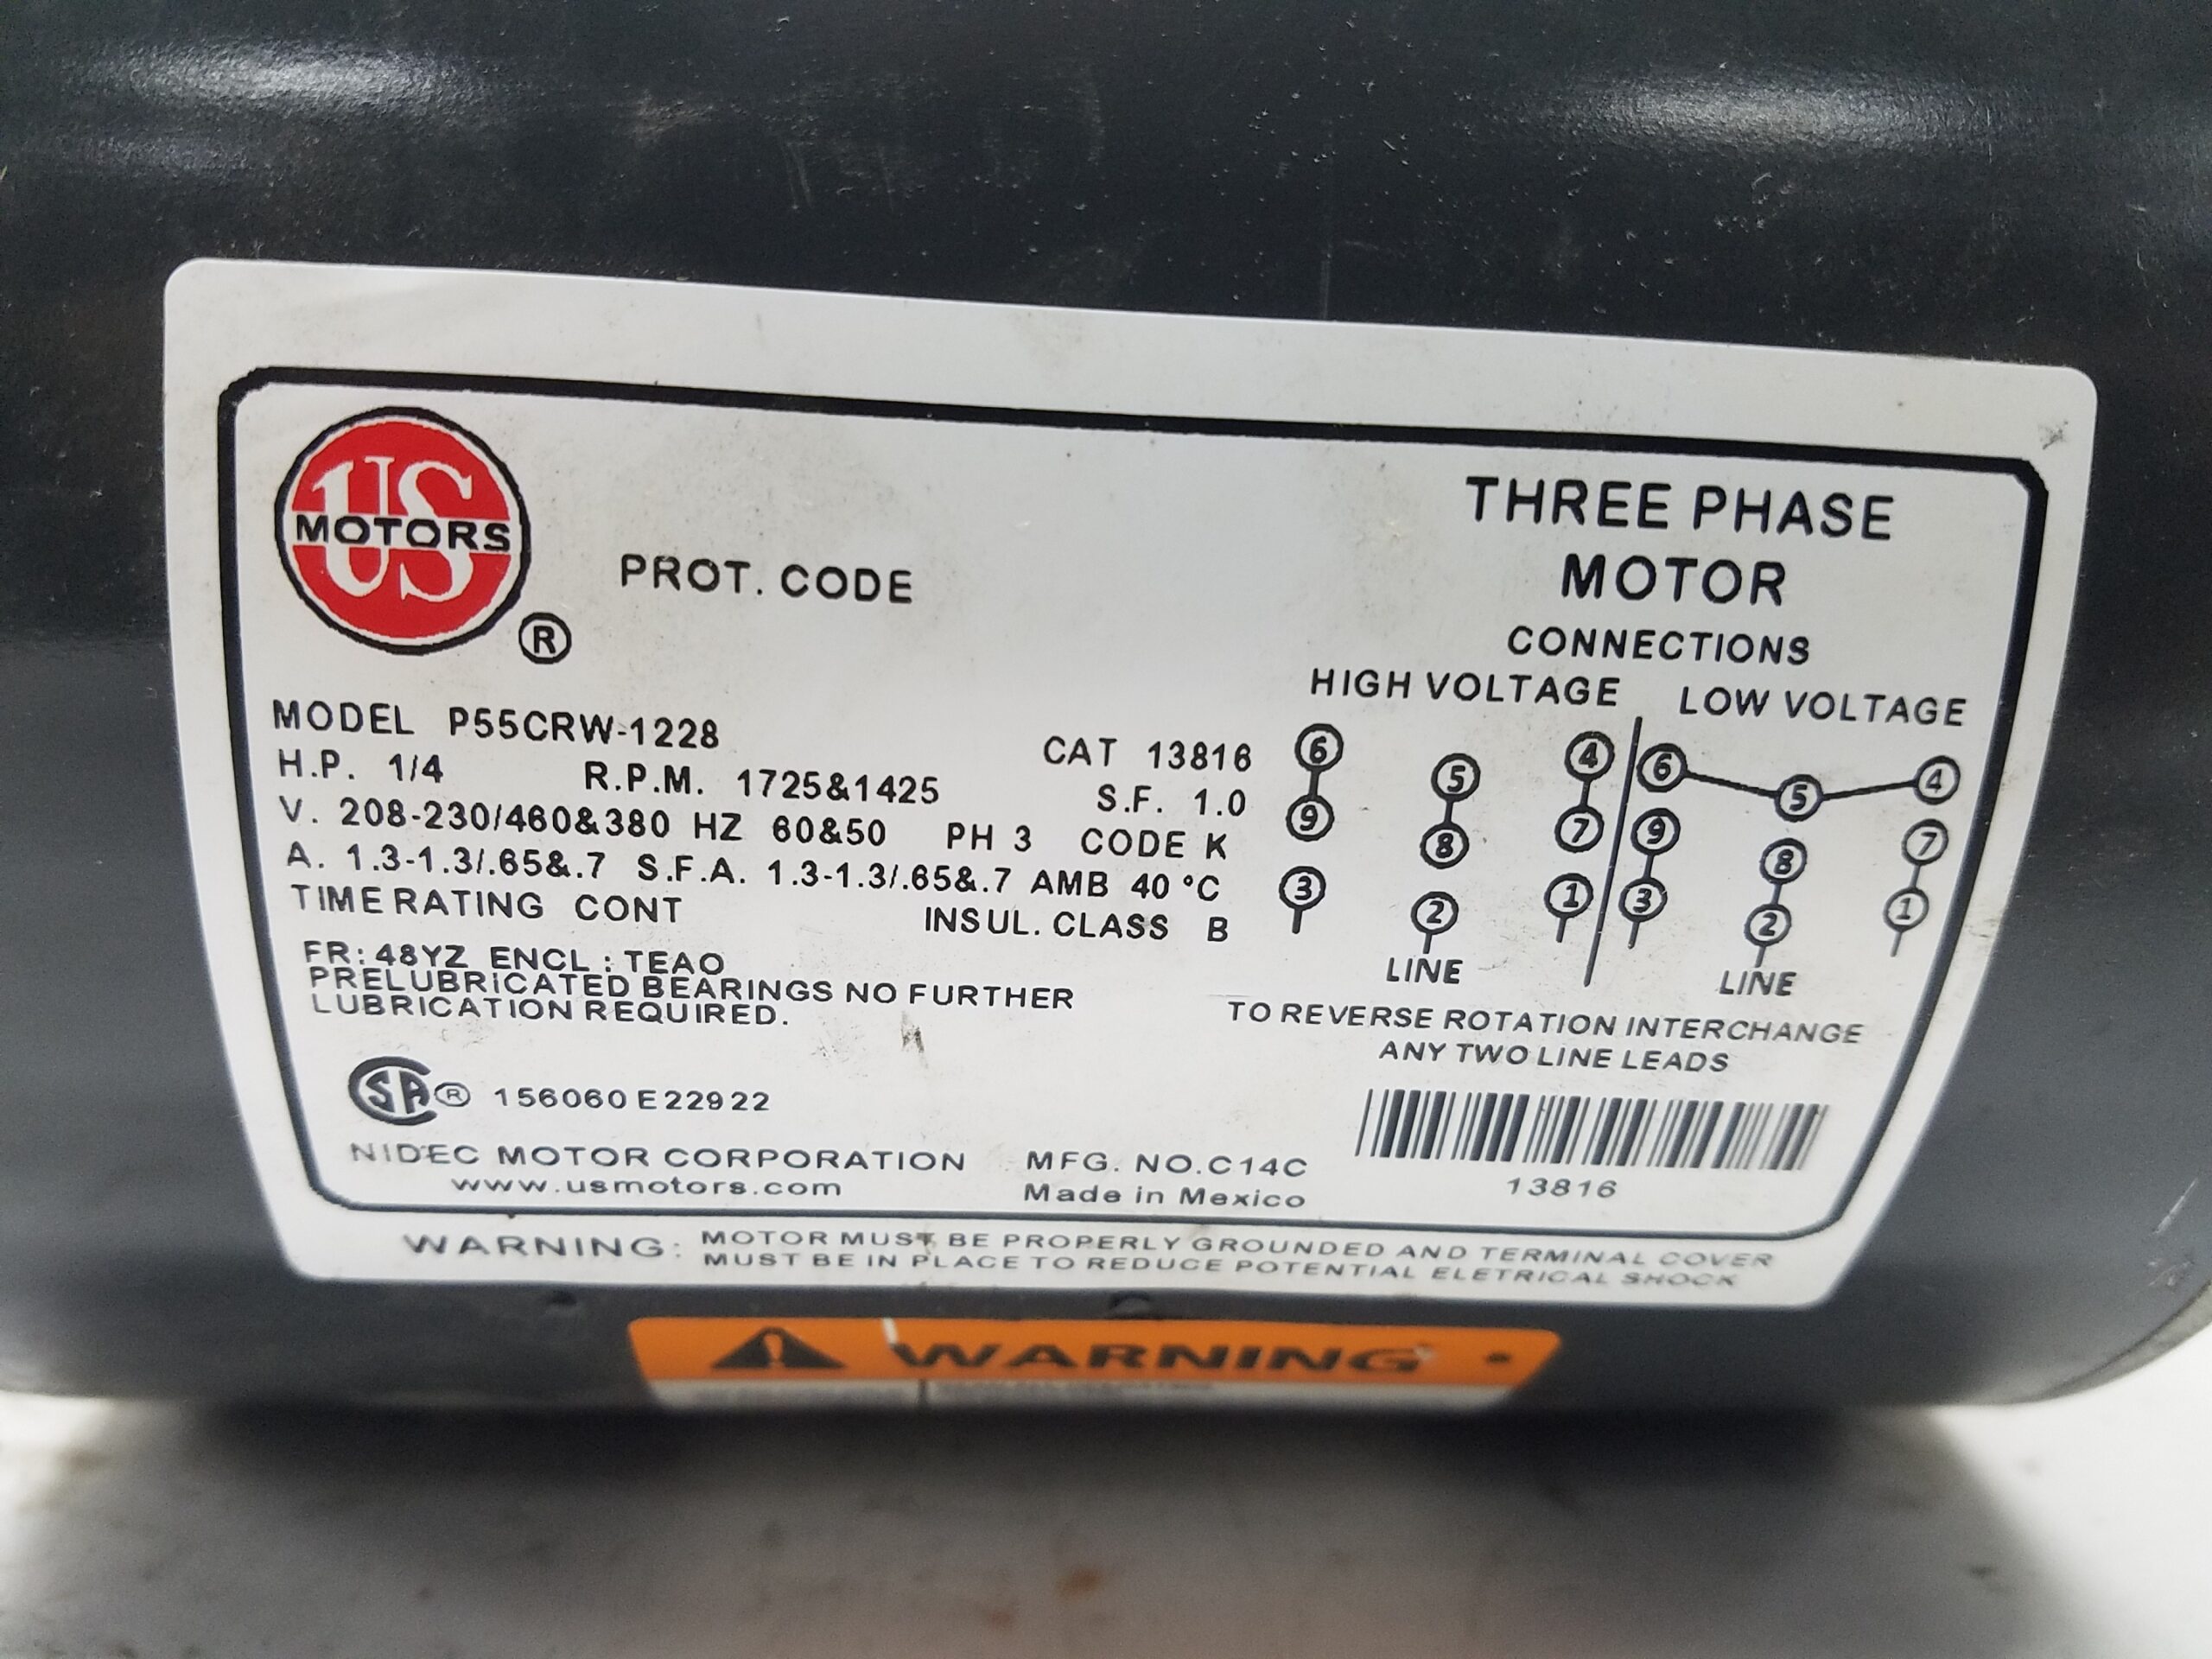 US
MOTORS
®
PROT. CODE
THREE PHASE
MOTOR
CONNECTIONS
HIGH VOLTAGE
LOW VOLTAGE
MODEL P55CRW-1228
CAT 13816
H.P. 1/4 R.P.M. 1725&1425 S.F. 1.0
V. 208-230/460&380 HZ 60&50 PH 3 CODE K
A. 1.3-1.3/.65&.7 S.F.A. 1.3-1.3/.65&.7 AMB 40 °C
TIME RATING CONT INSUL. CLASS B
FR: 48YZ ENCL : TEAO
PRELUBRICATED BEARINGS NO FURTHER
LUBRICATION REQUIRED.
6 5 4
9 8 7
3 2 1
LINE
6 5 4
9 8 7
3 2 1
LINE
TO REVERSE ROTATION INTERCHANGE
ANY TWO LINE LEADS
SA ® 156060 E22922
NIDEC MOTOR CORPORATION
www.usmotors.com
MFG. NO.C14C
Made in Mexico
13816
WARNING: MOTOR MUST BE PROPERLY GROUNDED AND TERMINAL COVER
MUST BE IN PLACE TO REDUCE POTENTIAL ELETRICAL SHOCK
WARNING